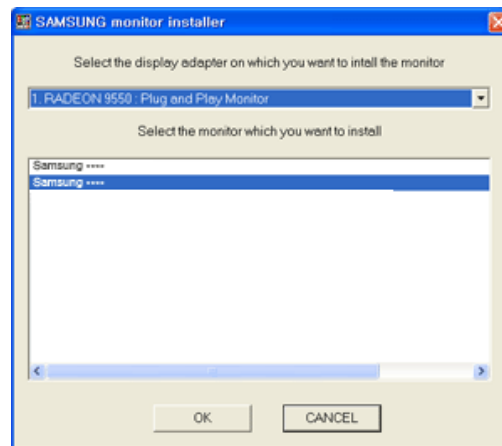 SAMSUNG monitor installer
Select the display adapter on which you want to intall the monitor
1. RADEON 9550 : Plug and Play Monitor
Select the monitor which you want to install
Samsung ----
Samsung ----
OK
CANCEL